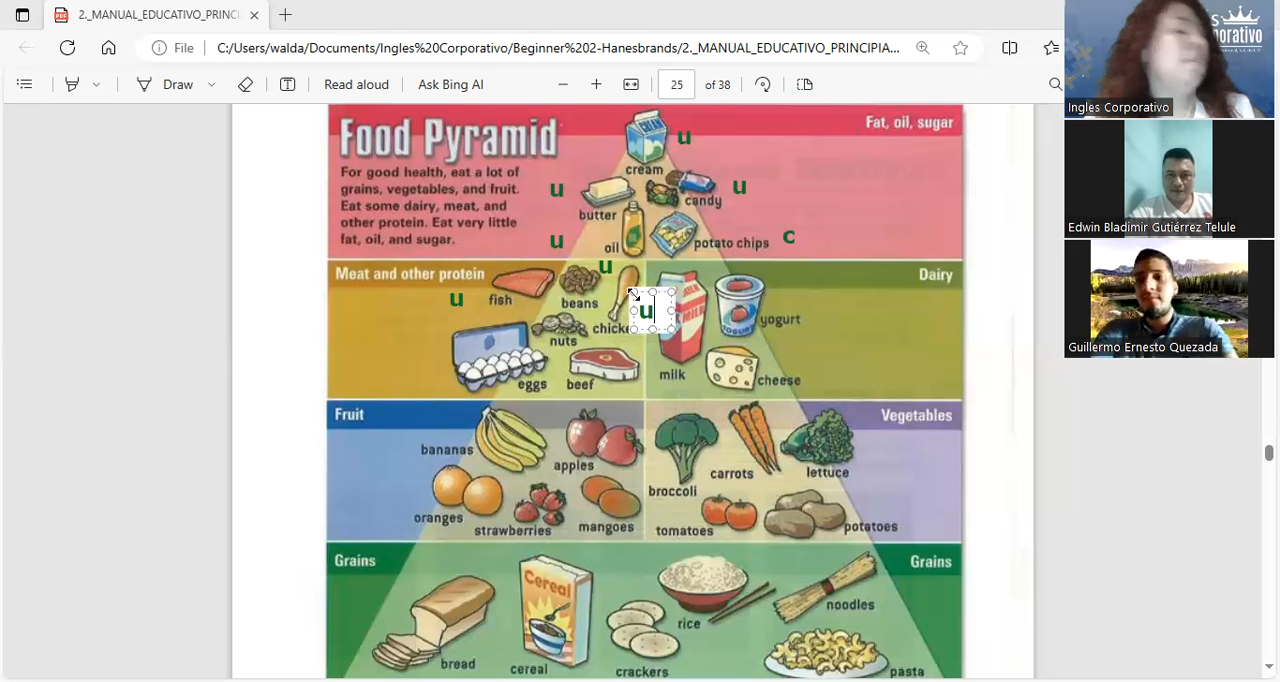 2._MANUAL_EDUCATIVO_PRINCI
File
C:/Users/walda/Documents/Ingles%20Corporativo/Beginner%202-Hanesbrands/2._MANUAL_EDUCATIVO_PRINCIPIA...
Draw
Read aloud
Ask Bing AI
25
of 38
Food Pyramid
For good health, eat a lot of
grains, vegetables, and fruit.
Eat some dairy, meat, and
other protein. Eat very little
fat, oil, and sugar.
Fat, oil, sugar
u
cream
u
butter
candy
u
u
oil
potato chips
c
Meat and other protein
u
fish
u
beans
nuts
chicke
u
eggs
beef
Dairy
MILK
milk
yogurt
cheese
Fruit
bananas
apples
oranges
strawberries
mangoes
Vegetables
broccoli
carrots
lettuce
tomatoes
potatoes
Grains
Grains
bread
Cereal
cereal
crackers
rice
noodles
pasta
Ingles Corporativo
Edwin Bladimir Gutiérrez Telule
Guillermo Ernesto Quezada